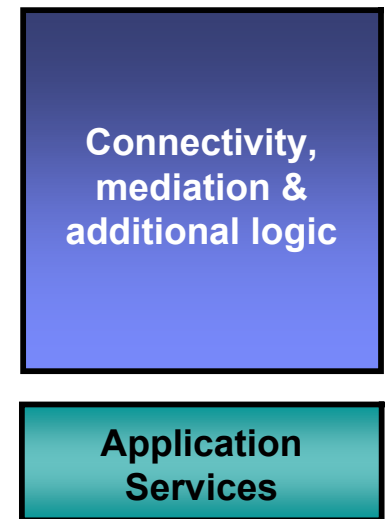 Connectivity,
mediation &
additional logic
Application
Services